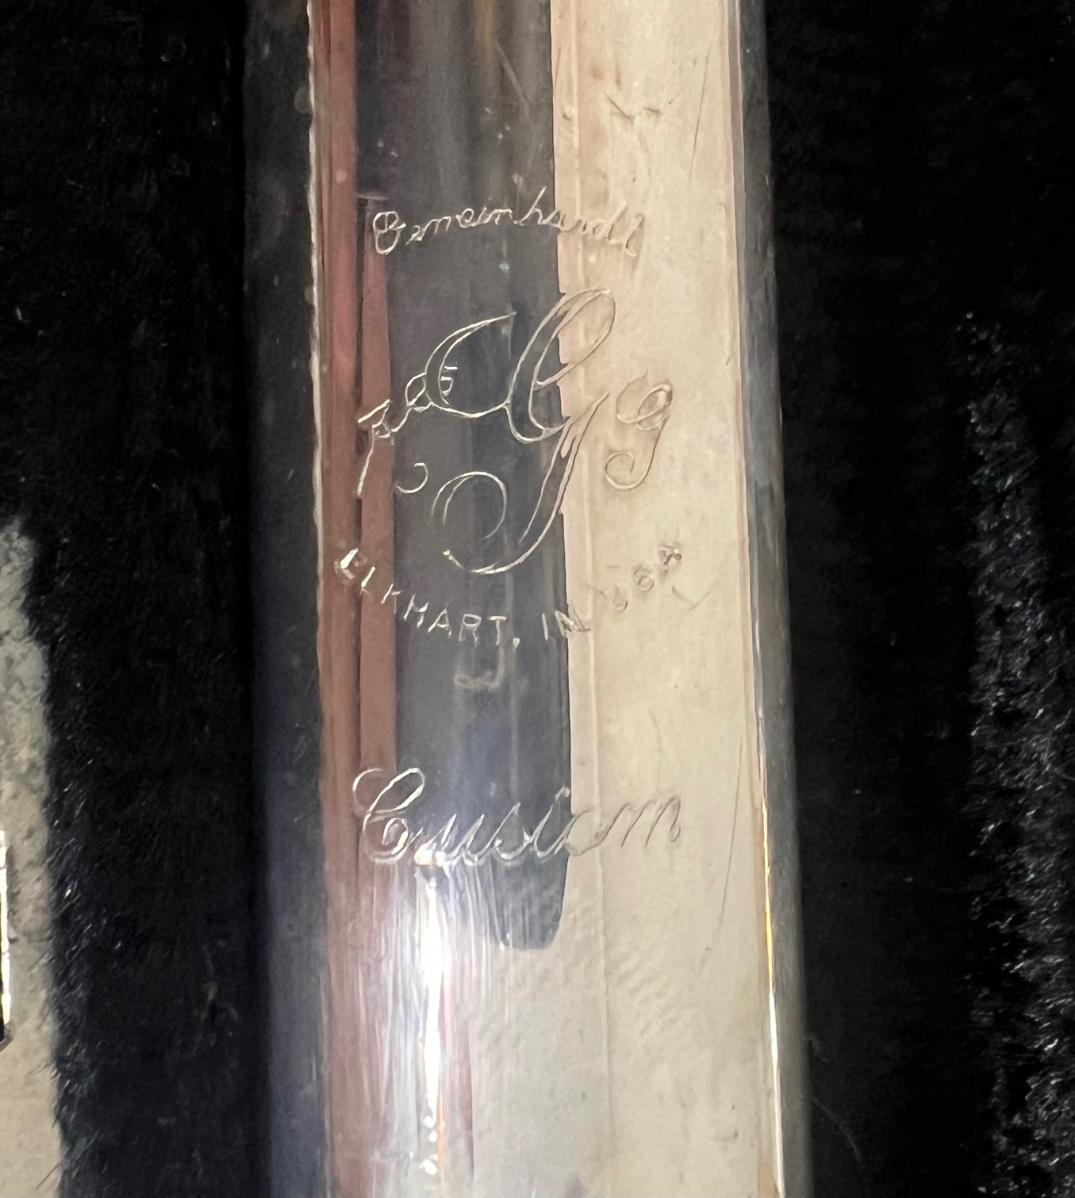 Gemeinhardt
G
ELKHART, IN USA
Custom